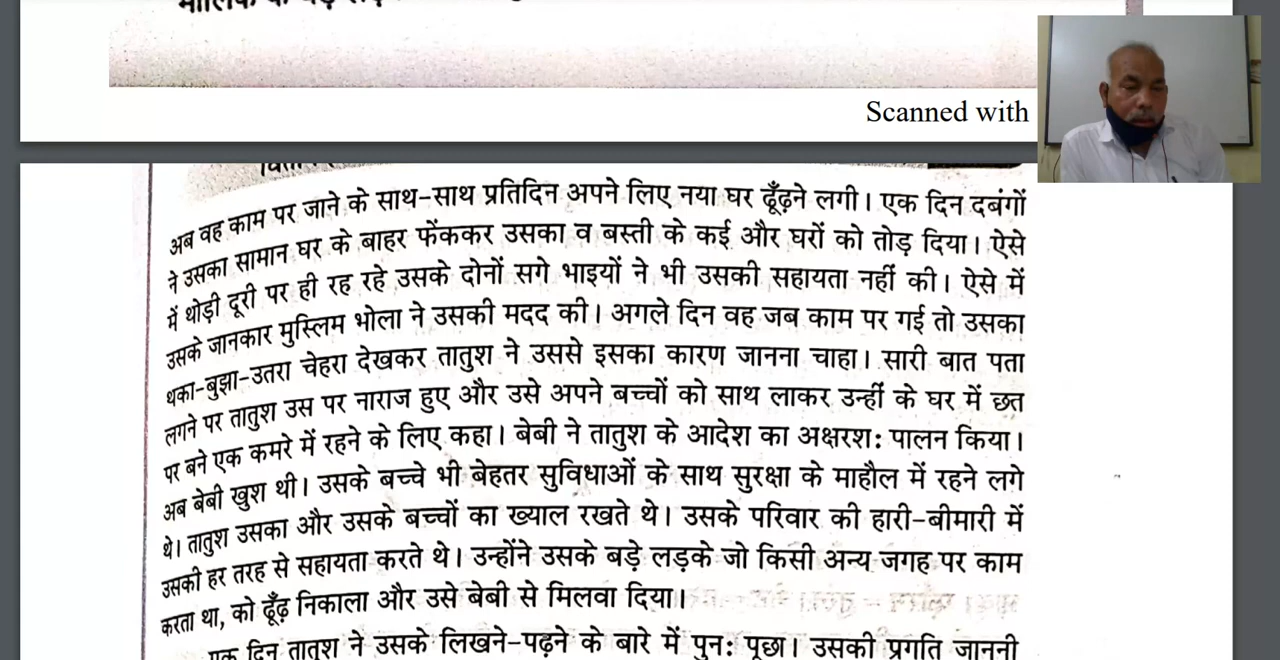 Scanned with
अब वह काम पर जाने के साथ-साथ प्रतिदिन अपने लिए नया घर ढूँढ़ने लगी। एक दिन दबंगों
ने उसका सामान घर के बाहर फेंककर उसका व बस्ती के कई और घरों को तोड़ दिया। ऐसे
में थोड़ी दूरी पर ही रह रहे उसके दोनों सगे भाइयों ने भी उसकी सहायता नहीं की। ऐसे में
उसके जानकार मुस्लिम भोला ने उसकी मदद की। अगले दिन वह जब काम पर गई तो उसका
थका-बुझा-उतरा चेहरा देखकर तातुश ने उससे इसका कारण जानना चाहा। सारी बात पता
लगने पर तातुश उस पर नाराज हुए और उसे अपने बच्चों को साथ लाकर उन्हीं के घर में छत
पर बने एक कमरे में रहने के लिए कहा। बेबी ने तातुश के आदेश का अक्षरश: पालन किया।
अब बेबी खुश थी। उसके बच्चे भी बेहतर सुविधाओं के साथ सुरक्षा के माहौल में रहने लगे
थे। तातुश उसका और उसके बच्चों का ख्याल रखते थे। उसके परिवार की हारी-बीमारी में
उसकी हर तरह से सहायता करते थे। उन्होंने उसके बड़े लड़के जो किसी अन्य जगह पर काम
करता था, को ढूँढ़ निकाला और उसे बेबी से मिलवा दिया।
एक दिन तातुश ने उसके लिखने-पढ़ने के बारे में पुन: पूछा। उसकी प्रगति जाननी